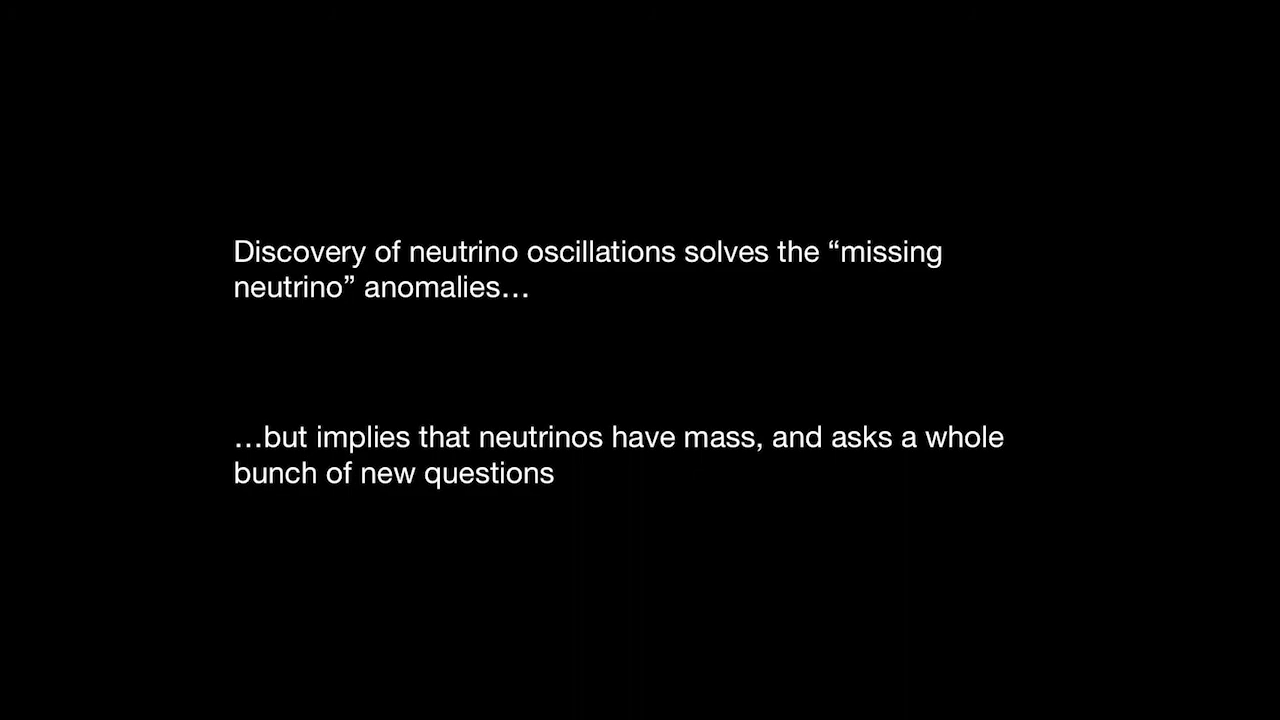 Discovery of neutrino oscillations solves the “missing
neutrino” anomalies…
…but implies that neutrinos have mass, and asks a whole
bunch of new questions